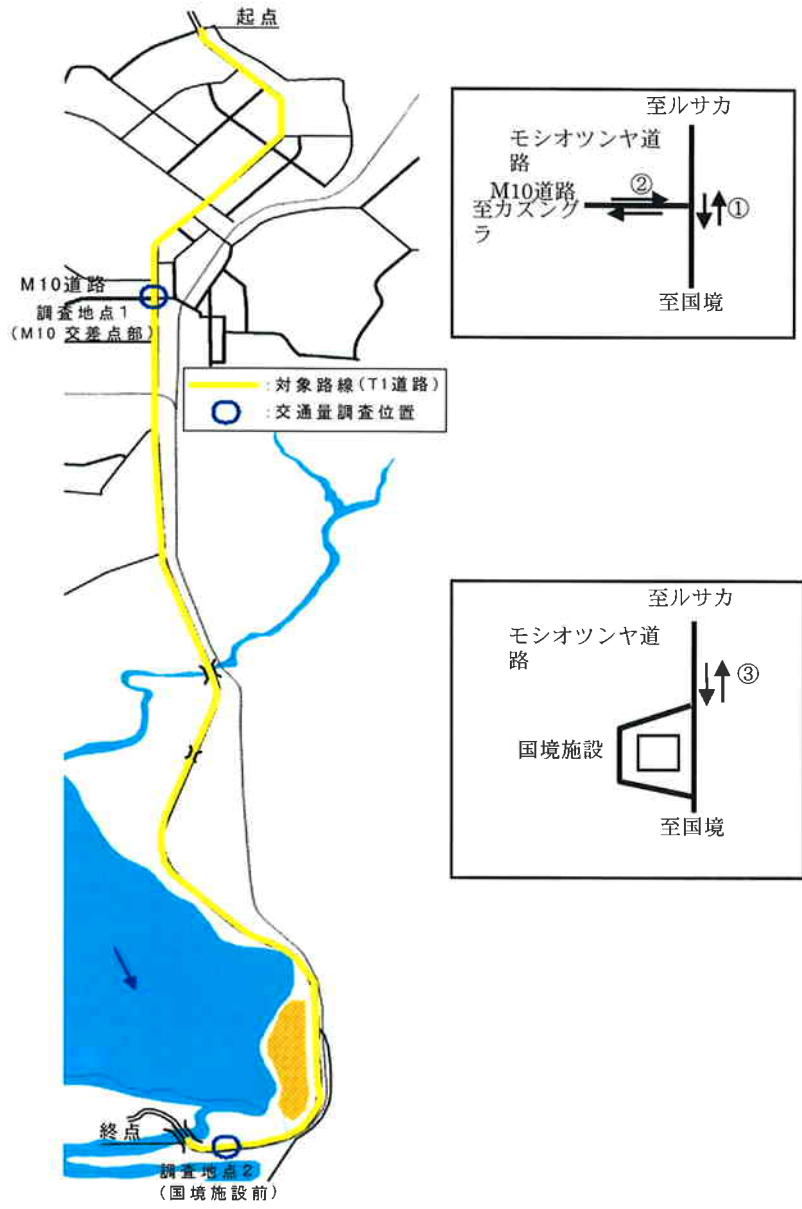 起点
M10道路
調査地点1
(M10 交差点部)
:対象路線(T1道路)
:交通量調査位置
終点
調査地点2
(国境施設前)
至ルサカ
モシオツンヤ道
路
M10道路
②
至カズング
ラ
①
至国境
至ルサカ
モシオツンヤ道
路
③
国境施設
至国境